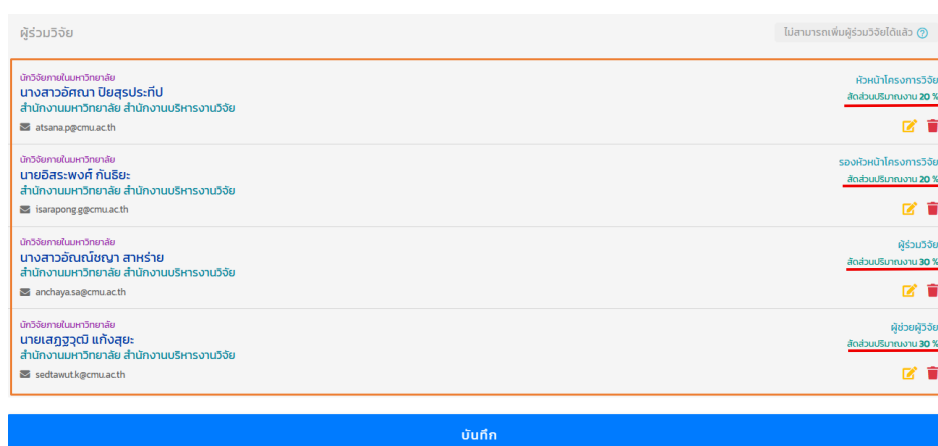 ผู้ร่วมวิจัย
ไม่สามารถเพิ่มผู้ร่วมวิจัยได้แล้ว
นักวิจัยภายในมหาวิทยาลัย
หัวหน้าโครงการวิจัย
นางสาวอัศณา ปิยสุรประทีป
สัดส่วนปริมาณงาน 20 %
สำนักงานมหาวิทยาลัย สำนักงานบริหารงานวิจัย
atsana.p@cmu.ac.th
นักวิจัยภายในมหาวิทยาลัย
รองหัวหน้าโครงการวิจัย
นายอิสระพงศ์ กันธิยะ
สัดส่วนปริมาณงาน 20 %
สำนักงานมหาวิทยาลัย สำนักงานบริหารงานวิจัย
isarapong.g@cmu.ac.th
นักวิจัยภายในมหาวิทยาลัย
ผู้ร่วมวิจัย
นางสาวอัณณ์ชญา สาหร่าย
สัดส่วนปริมาณงาน 30 %
สำนักงานมหาวิทยาลัย สำนักงานบริหารงานวิจัย
anchaya.sa@cmu.ac.th
นักวิจัยภายในมหาวิทยาลัย
ผู้ช่วยผู้วิจัย
นายเสฎฐวุฒิ แก้งสุยะ
สัดส่วนปริมาณงาน 30 %
สำนักงานมหาวิทยาลัย สำนักงานบริหารงานวิจัย
sedtawut.k@cmu.ac.th
บันทึก